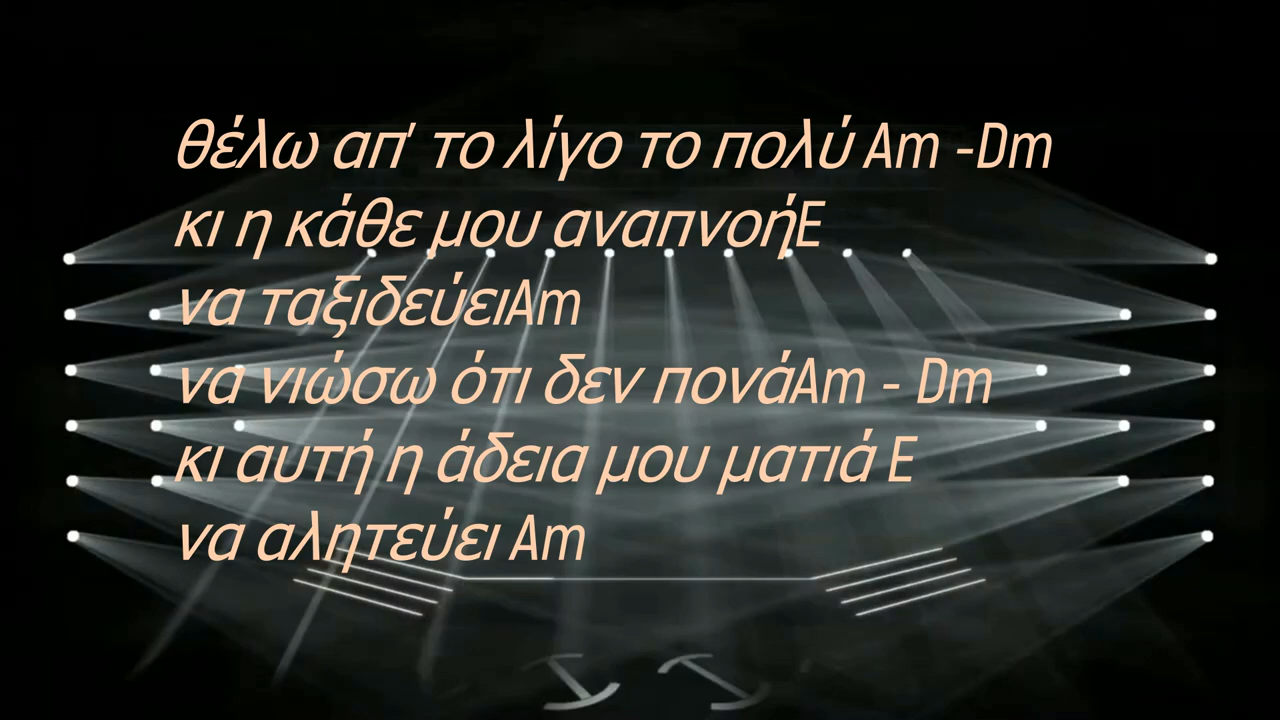 θέλω απ' το λίγο το πολύ Am -Dm
κι η κάθε μου αναπνοήE
να ταξιδεύειAm
να νιώσω ότι δεν πονάAm - Dm
κι αυτή η άδεια μου ματιά E
να αλητεύει Am